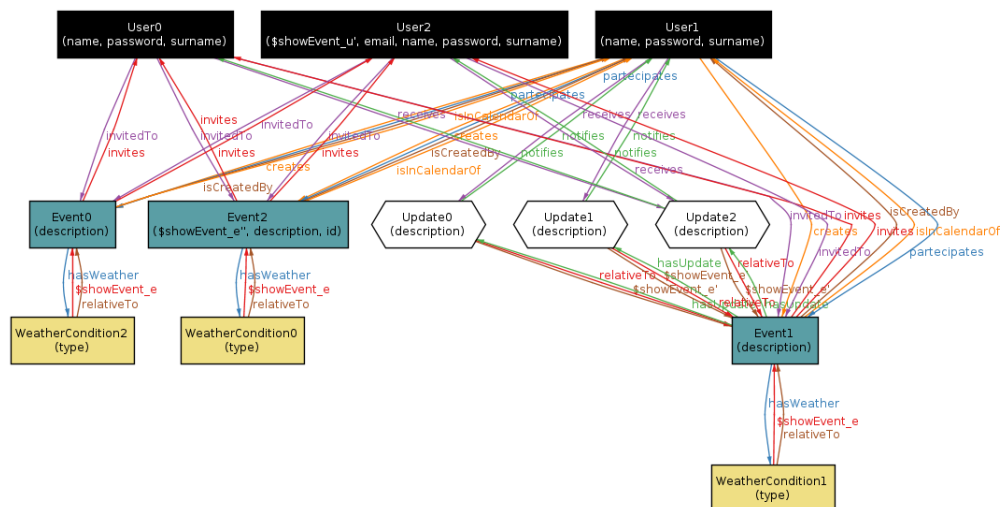 User0
(name, password, surname)
User2
($showEvent_u', email, name, password, surname)
User1
(name, password, surname)
partecipates
partecipates
receives
isInCalendarOf
receives
receives
invites
invitedTo
invitedTo
invitedTo
invitedTo
creates
notifies
notifies
notifies
invites
invites
invites
isCreatedBy
creates
isInCalendarOf
receives
isCreatedBy
Event0
(description)
Event2
($showEvent_e'', description, id)
Update0
(description)
Update1
(description)
Update2
(description)
invitedTo
invites
isCreatedBy
creates
invites
isInCalendarOf
invitedTo
partecipates
hasUpdate
relativeTo
relativeTo
$showEvent_e
$showEvent_e'
$showEvent_e'
relativeTo
hasUpdate
hasUpdate
hasWeather
$showEvent_e
relativeTo
hasWeather
$showEvent_e
relativeTo
WeatherCondition2
(type)
WeatherCondition0
(type)
Event1
(description)
hasWeather
$showEvent_e
relativeTo
WeatherCondition1
(type)